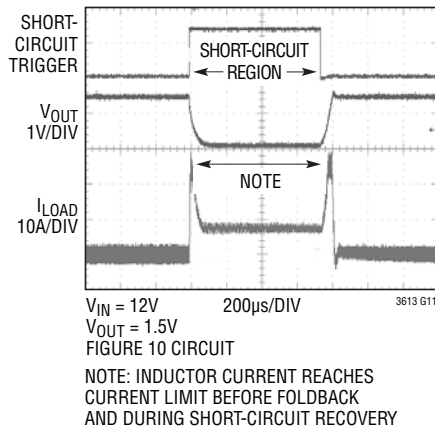 SHORT-
CIRCUIT
TRIGGER
SHORT-CIRCUIT
REGION
VOUT
1V/DIV
NOTE
ILOAD
10A/DIV
VIN = 12V
200µs/DIV
3613 G11
VOUT = 1.5V
FIGURE 10 CIRCUIT
NOTE: INDUCTOR CURRENT REACHES
CURRENT LIMIT BEFORE FOLDBACK
AND DURING SHORT-CIRCUIT RECOVERY